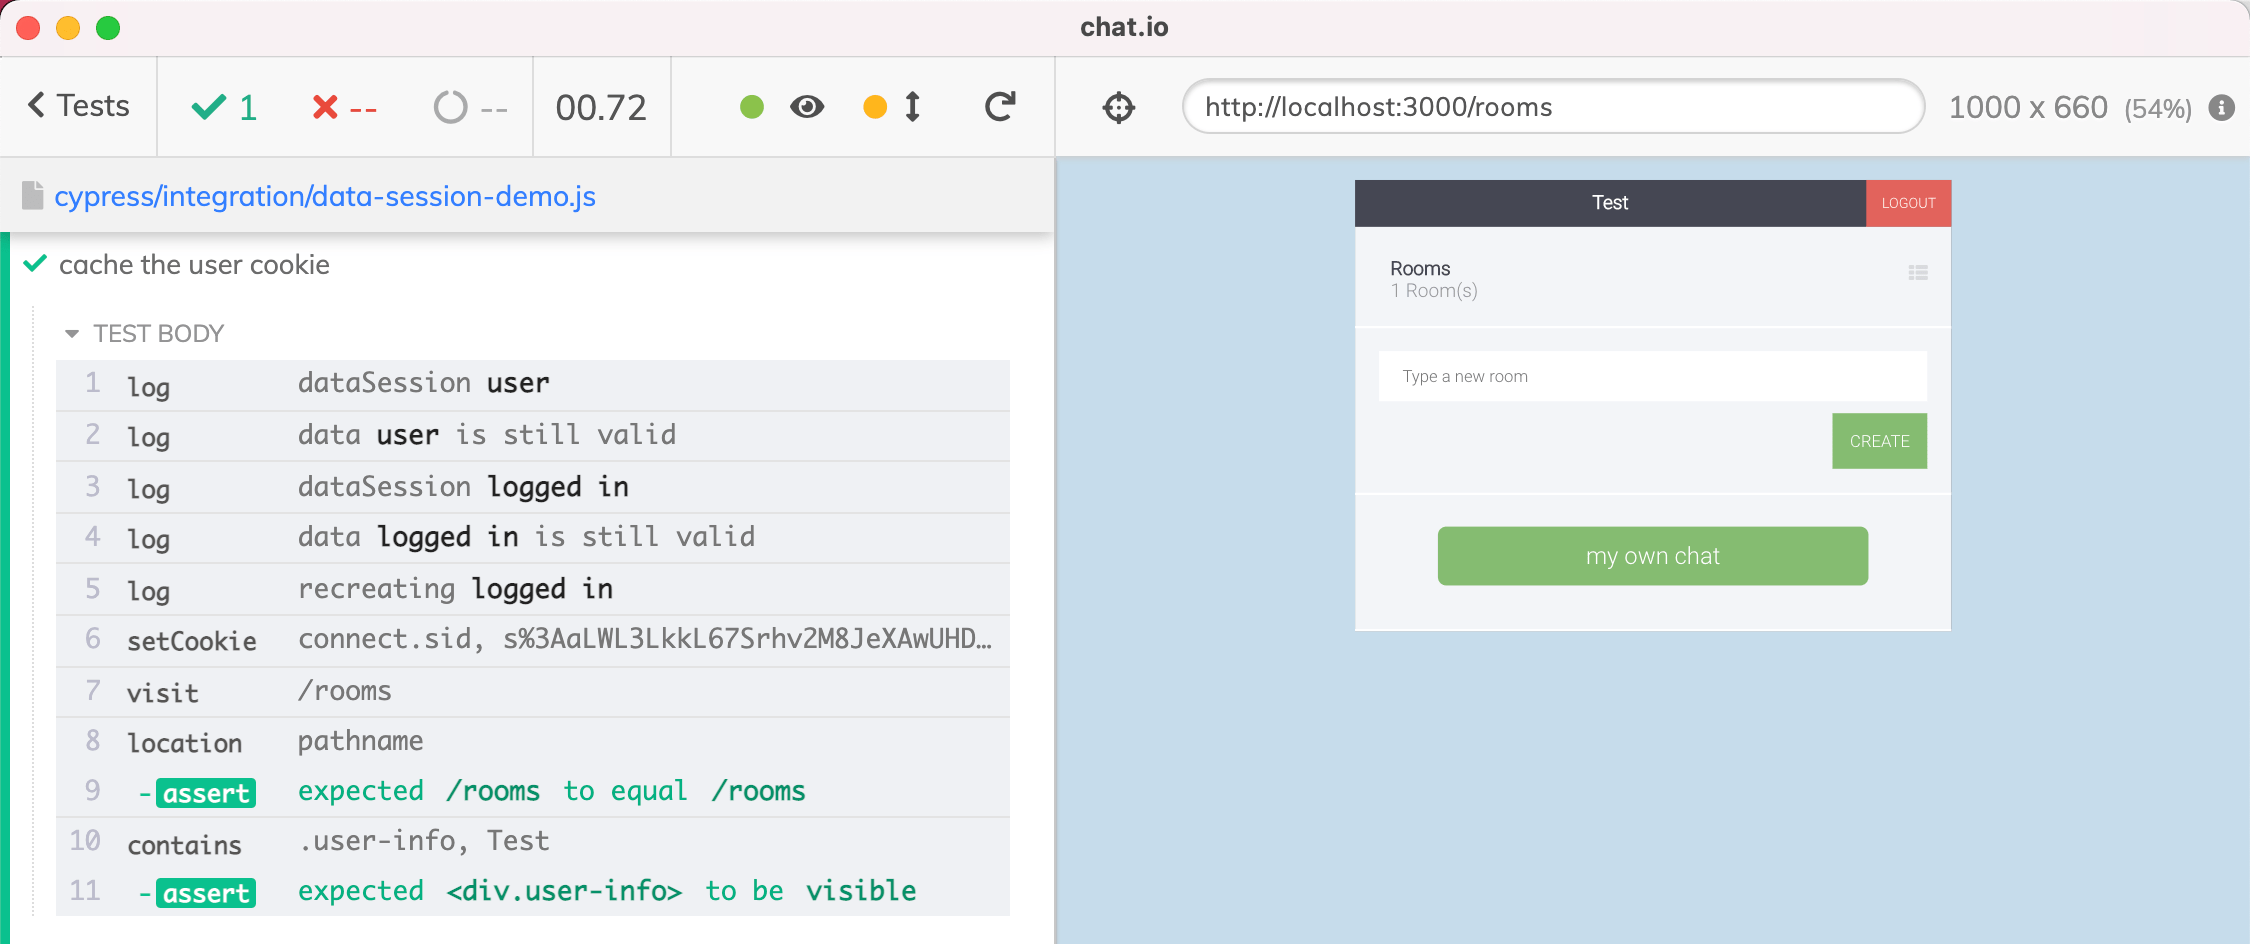 chat.io
Tests 1 -- -- 00.72
http://localhost:3000/rooms 1000 x 660 (54%)
cypress/integration/data-session-demo.js
cache the user cookie
TEST BODY
1 log dataSession user
2 log data user is still valid
3 log dataSession logged in
4 log data logged in is still valid
5 log recreating logged in
6 setCookie connect.sid, s%3AaLWL3LkkL67Srhv2M8JeXAwUHD…
7 visit /rooms
8 location pathname
9 -assert expected /rooms to equal /rooms
10 contains .user-info, Test
11 -assert expected <div.user-info> to be visible
Test LOGOUT
Rooms
1 Room(s)
Type a new room
CREATE
my own chat